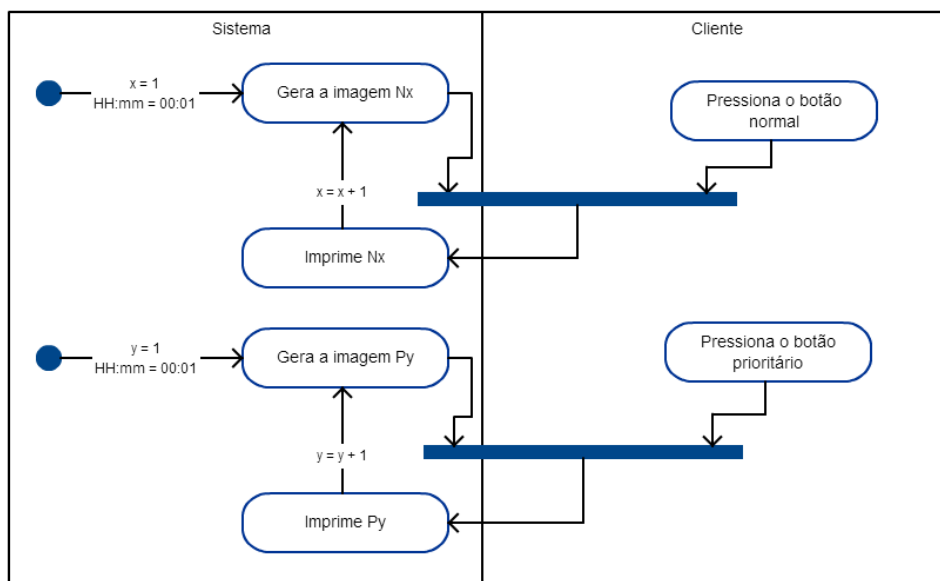 Sistema
Cliente
x = 1
HH:mm = 00:01
Gera a imagem Nx
Pressiona o botão
normal
x = x + 1
Imprime Nx
y = 1
HH:mm = 00:01
Gera a imagem Py
Pressiona o botão
prioritário
y = y + 1
Imprime Py